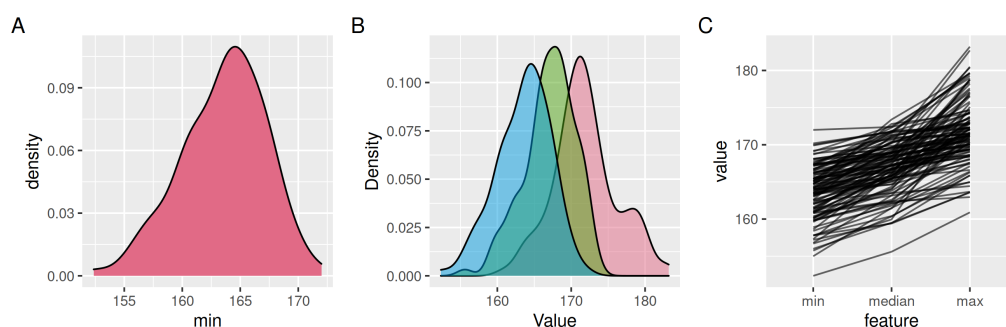 A
density
0.09
0.06
0.03
0.00
155 160 165 170
min
B
Density
0.100
0.075
0.050
0.025
0.000
160 170 180
Value
C
value
180
170
160
min median max
feature